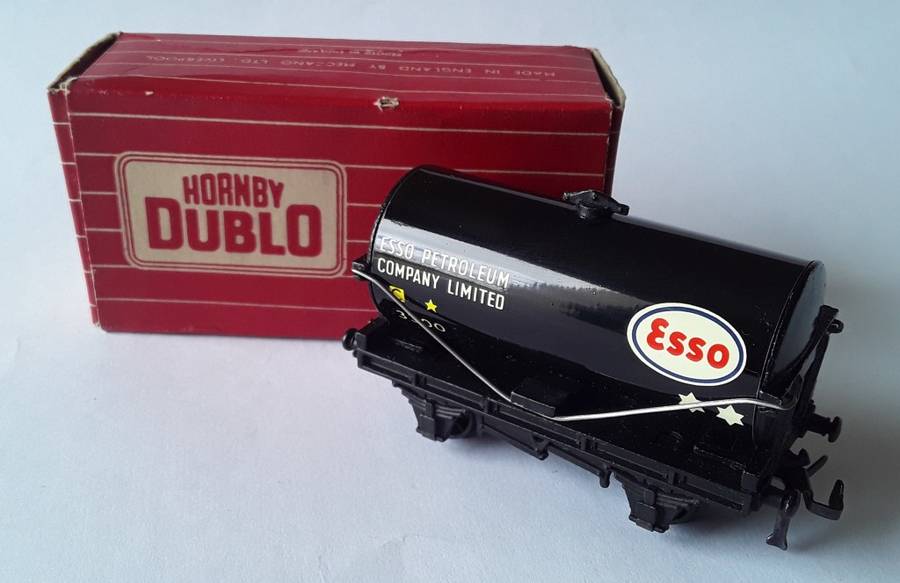 MADE IN ENGLAND BY MECCANO LTD. LIVERPOOL
HORNBY
DUBLO
ESSO PETROLEUM
COMPANY LIMITED
Esso